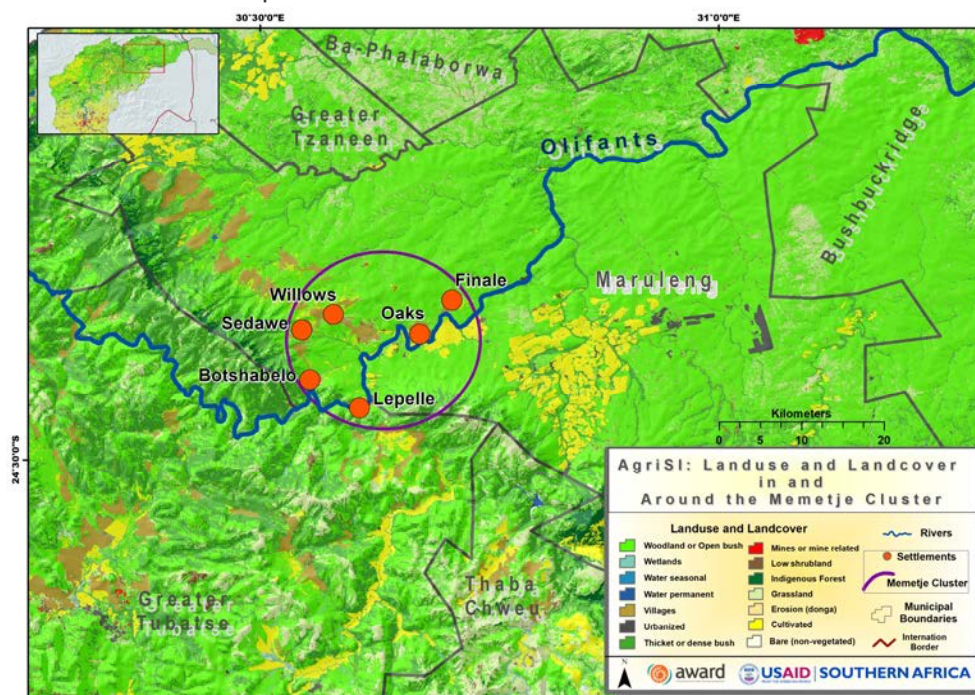 30°30'0"E
31°0'0"E
Ba-Phalaborwa
Greater
Tzaneen
Olifants
Bushbuckridge
Maruleng
Finale
Willows
Oaks
Sedawe
Botshabelo
Lepelle
24°30'0"S
Kilometers
0 2.5 5 10 15 20
Thaba
Chweu
Greater
Tubatse
AgriSI: Landuse and Landcover
in and
Around the Memetje Cluster
Landuse and Landcover
Woodland or Open bush
Wetlands
Water seasonal
Water permanent
Villages
Urbanized
Thicket or dense bush
Mines or mine related
Low shrubland
Indigenous Forest
Grassland
Erosion (donga)
Cultivated
Bare (non-vegetated)
Rivers
Settlements
Memetje Cluster
Municipal
Boundaries
Internation
Border
N
award
USAID
SOUTHERN AFRICA